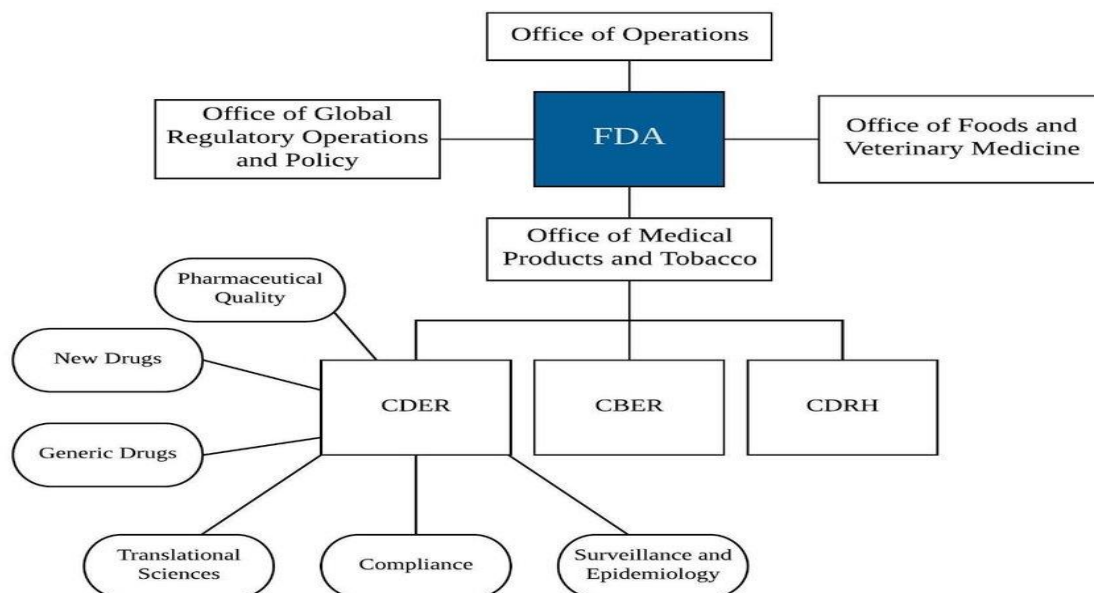 Office of Operations
Office of Global
Regulatory Operations
and Policy
FDA
Office of Foods and
Veterinary Medicine
Office of Medical
Products and Tobacco
Pharmaceutical
Quality
New Drugs
CDER
CBER
CDRH
Generic Drugs
Translational
Sciences
Compliance
Surveillance and
Epidemiology